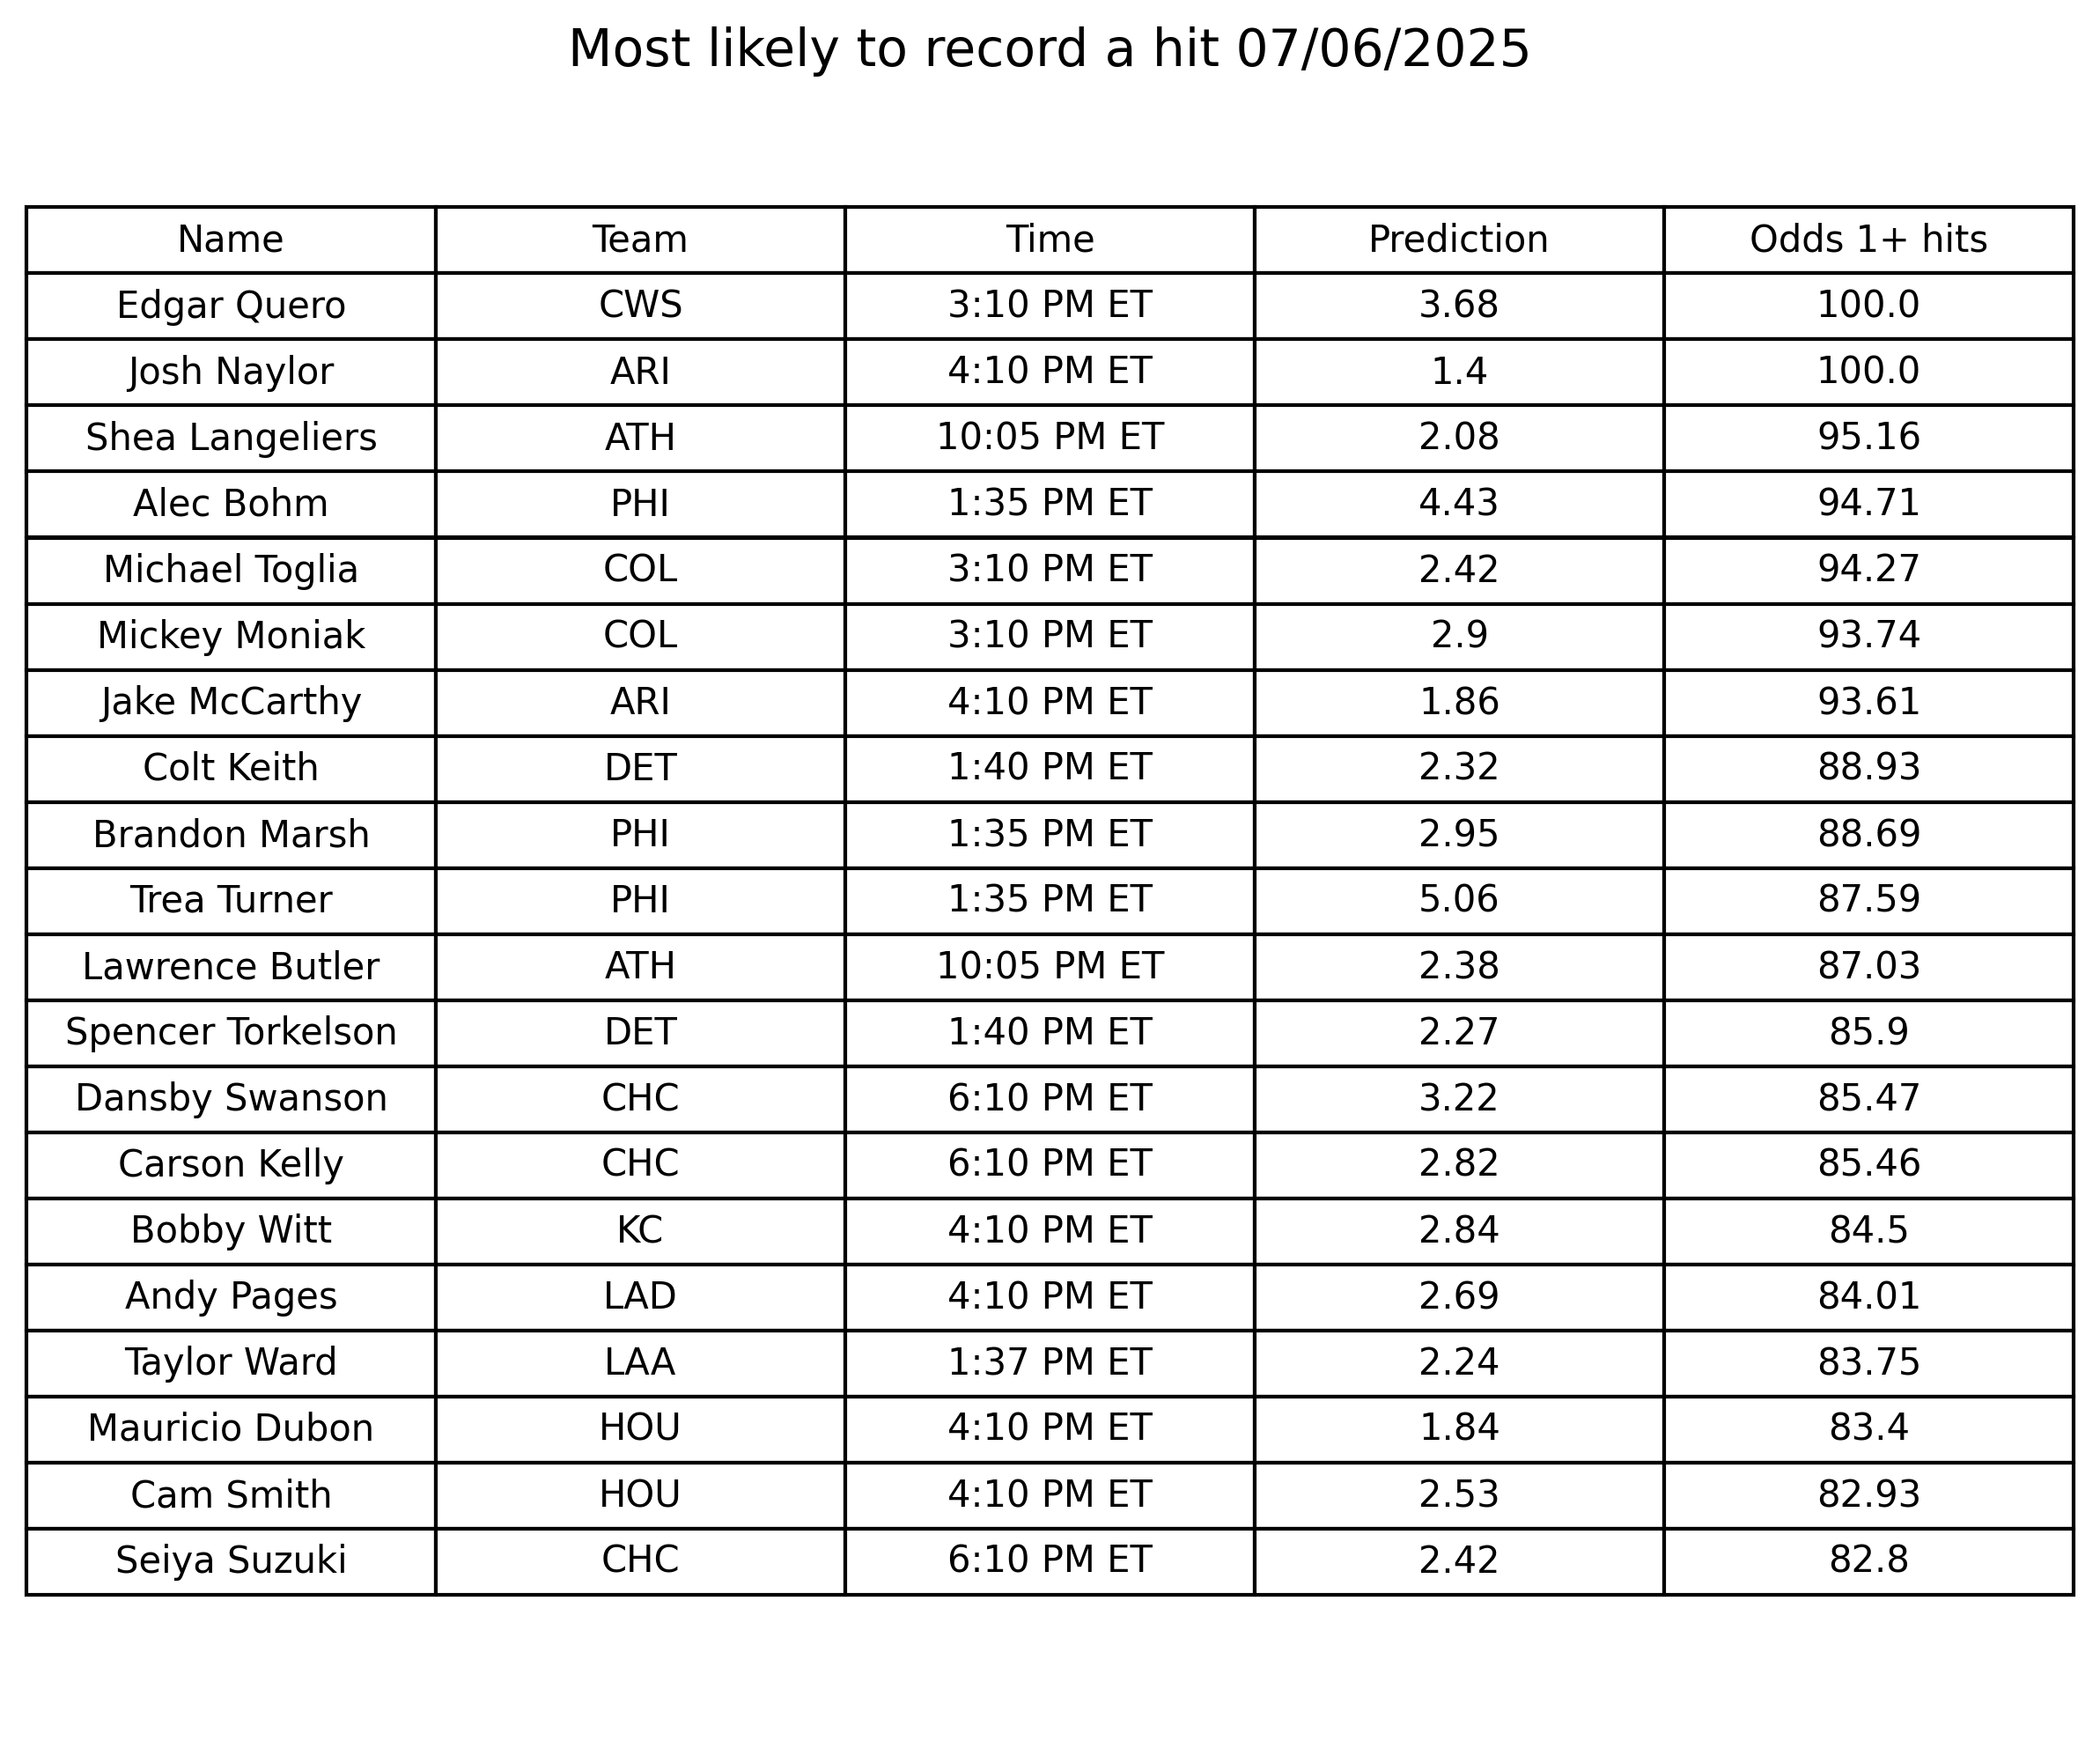 Most likely to record a hit 07/06/2025
Name Team Time Prediction Odds 1+ hits
Edgar Quero CWS 3:10 PM ET 3.68 100.0
Josh Naylor ARI 4:10 PM ET 1.4 100.0
Shea Langeliers ATH 10:05 PM ET 2.08 95.16
Alec Bohm PHI 1:35 PM ET 4.43 94.71
Michael Toglia COL 3:10 PM ET 2.42 94.27
Mickey Moniak COL 3:10 PM ET 2.9 93.74
Jake McCarthy ARI 4:10 PM ET 1.86 93.61
Colt Keith DET 1:40 PM ET 2.32 88.93
Brandon Marsh PHI 1:35 PM ET 2.95 88.69
Trea Turner PHI 1:35 PM ET 5.06 87.59
Lawrence Butler ATH 10:05 PM ET 2.38 87.03
Spencer Torkelson DET 1:40 PM ET 2.27 85.9
Dansby Swanson CHC 6:10 PM ET 3.22 85.47
Carson Kelly CHC 6:10 PM ET 2.82 85.46
Bobby Witt KC 4:10 PM ET 2.84 84.5
Andy Pages LAD 4:10 PM ET 2.69 84.01
Taylor Ward LAA 1:37 PM ET 2.24 83.75
Mauricio Dubon HOU 4:10 PM ET 1.84 83.4
Cam Smith HOU 4:10 PM ET 2.53 82.93
Seiya Suzuki CHC 6:10 PM ET 2.42 82.8